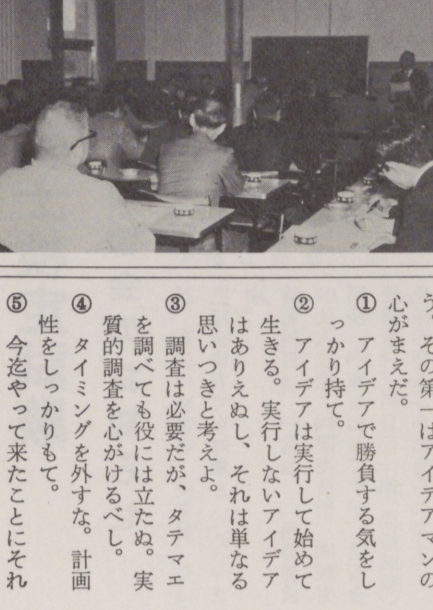 う、その第一はアイデアマンの
心がまえだ。
① アイデアで勝負する気をし
っかり持て。
② アイデアは実行して始めて
生きる。実行しないアイデア
はありえぬし、それは単なる
思いつきと考えよ。
③ 調査は必要だが、タテマエ
を調べても役には立たぬ。実
質的調査を心がけるべし。
④ タイミングを外すな。計画
性をしっかりもて。
⑤ 今迄やって来たことにそれ